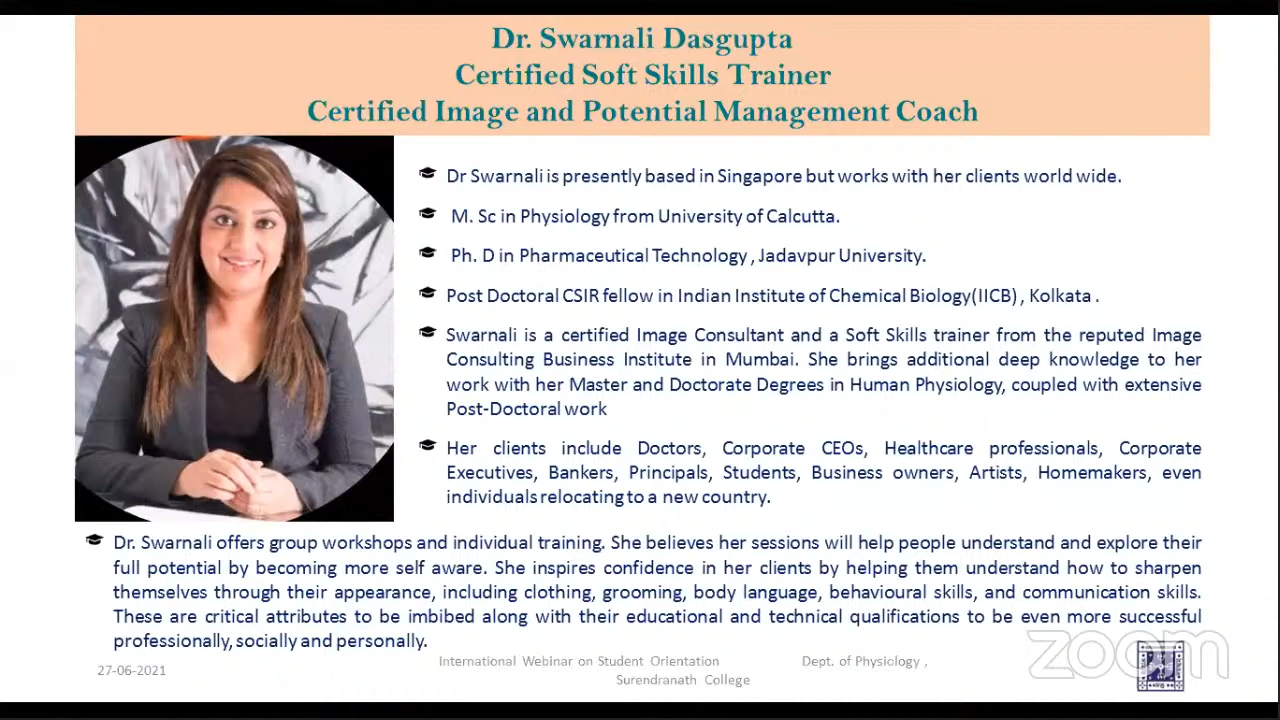 Dr. Swarnali Dasgupta
Certified Soft Skills Trainer
Certified Image and Potential Management Coach
Dr Swarnali is presently based in Singapore but works with her clients world wide.
M. Sc in Physiology from University of Calcutta.
Ph. D in Pharmaceutical Technology , Jadavpur University.
Post Doctoral CSIR fellow in Indian Institute of Chemical Biology(IICB) , Kolkata .
Swarnali is a certified Image Consultant and a Soft Skills trainer from the reputed Image
Consulting Business Institute in Mumbai. She brings additional deep knowledge to her
work with her Master and Doctorate Degrees in Human Physiology, coupled with extensive
Post-Doctoral work
Her clients include Doctors, Corporate CEOs, Healthcare professionals, Corporate
Executives, Bankers, Principals, Students, Business owners, Artists, Homemakers, even
individuals relocating to a new country.
Dr. Swarnali offers group workshops and individual training. She believes her sessions will help people understand and explore their
full potential by becoming more self aware. She inspires confidence in her clients by helping them understand how to sharpen
themselves through their appearance, including clothing, grooming, body language, behavioural skills, and communication skills.
These are critical attributes to be imbibed along with their educational and technical qualifications to be even more successful
professionally, socially and personally.
27-06-2021
International Webinar on Student Orientation Dept. of Physiology ,
Surendranath College
zoom